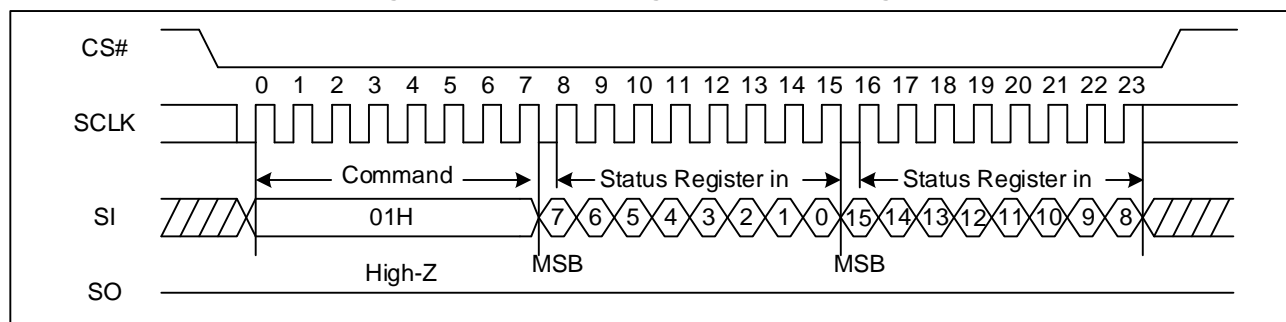 CS#
0 1 2 3 4 5 6 7 8 9 10 11 12 13 14 15 16 17 18 19 20 21 22 23
SCLK
Command Status Register in Status Register in
SI 01H 7 6 5 4 3 2 1 0 15 14 13 12 11 10 9 8
High-Z MSB MSB
SO